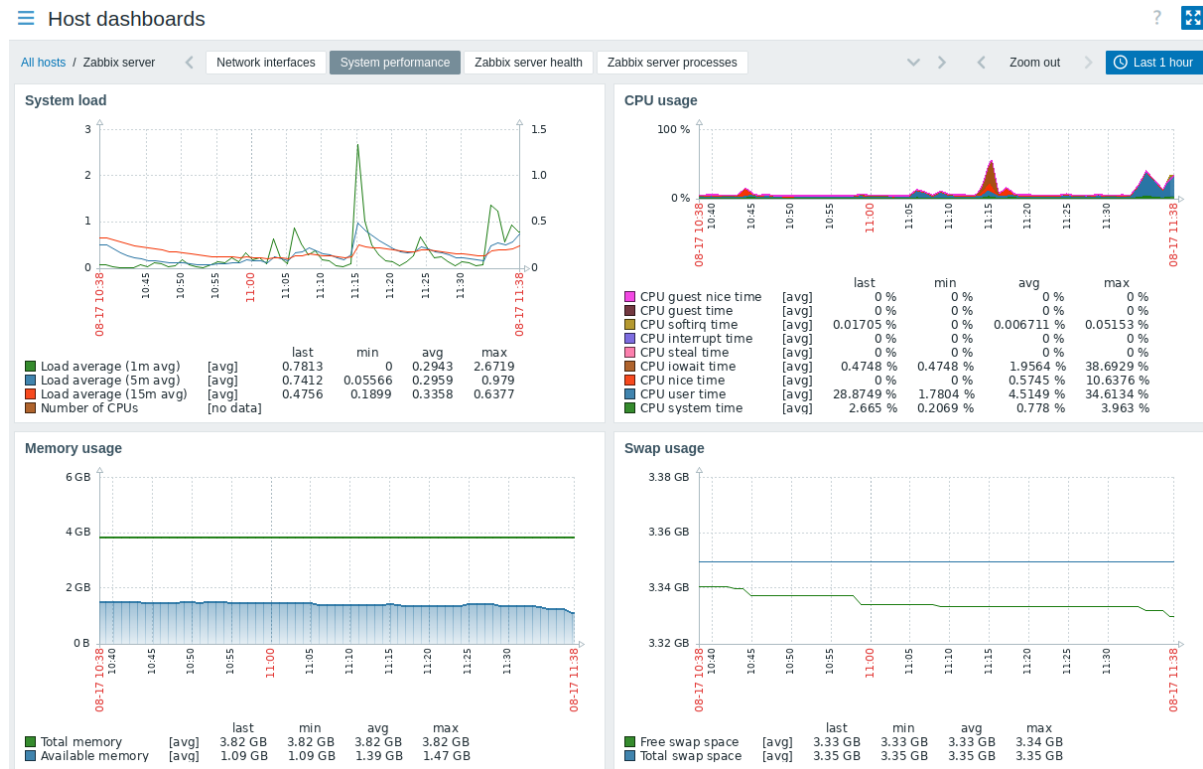 Host dashboards
?
All hosts / Zabbix server
Network interfaces
System performance
Zabbix server health
Zabbix server processes
Zoom out
Last 1 hour
System load
3 1.5
2 1.0
1 0.5
0 0
08-17 10:38 10:45 10:50 10:55 11:00 11:05 11:10 11:15 11:20 11:25 11:30 08-17 11:38
last min avg max
Load average (1m avg) [avg] 0.7813 0 0.2943 2.6719
Load average (5m avg) [avg] 0.7412 0.05566 0.2959 0.979
Load average (15m avg) [avg] 0.4756 0.1899 0.3358 0.6377
Number of CPUs [no data]
CPU usage
100 %
0 %
08-17 10:38 10:40 10:45 10:50 10:55 11:00 11:05 11:10 11:15 11:20 11:25 11:30 08-17 11:38
last min avg max
CPU guest nice time [avg] 0 % 0 % 0 % 0 %
CPU guest time [avg] 0 % 0 % 0 % 0 %
CPU softirq time [avg] 0.01705 % 0 % 0.006711 % 0.05153 %
CPU interrupt time [avg] 0 % 0 % 0 % 0 %
CPU steal time [avg] 0 % 0 % 0 % 0 %
CPU iowait time [avg] 0.4748 % 0.4748 % 1.9564 % 38.6929 %
CPU nice time [avg] 0 % 0 % 0.5745 % 10.6376 %
CPU user time [avg] 28.8749 % 1.7804 % 4.5149 % 34.6134 %
CPU system time [avg] 2.665 % 0.2069 % 0.778 % 3.963 %
Memory usage
6 GB
4 GB
2 GB
0 B
08-17 10:38 10:40 10:45 10:50 10:55 11:00 11:05 11:10 11:15 11:20 11:25 11:30 08-17 11:38
last min avg max
Total memory [avg] 3.82 GB 3.82 GB 3.82 GB 3.82 GB
Available memory [avg] 1.09 GB 1.09 GB 1.39 GB 1.47 GB
Swap usage
3.38 GB
3.36 GB
3.34 GB
3.32 GB
08-17 10:38 10:40 10:45 10:50 10:55 11:00 11:05 11:10 11:15 11:20 11:25 11:30 08-17 11:38
last min avg max
Free swap space [avg] 3.33 GB 3.33 GB 3.33 GB 3.34 GB
Total swap space [avg] 3.35 GB 3.35 GB 3.35 GB 3.35 GB